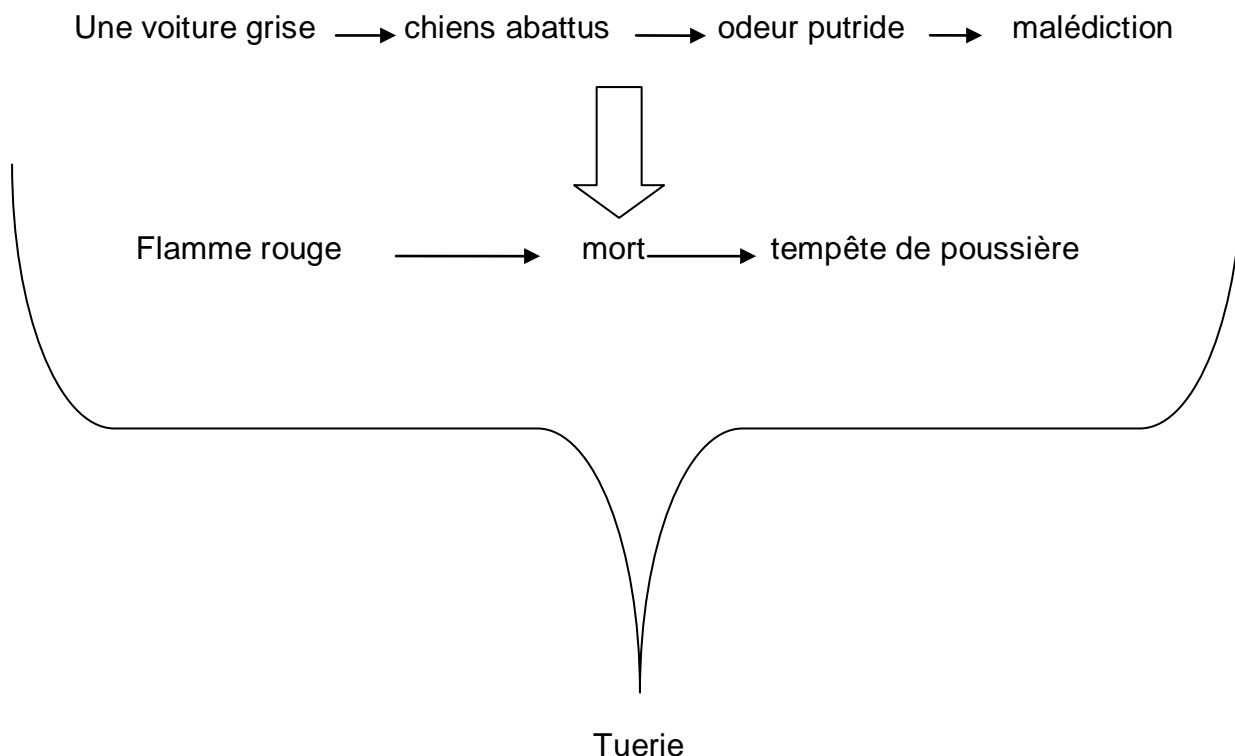 Une voiture grise chiens abattus odeur putride malédiction
Flamme rouge mort tempête de poussière
Tuerie